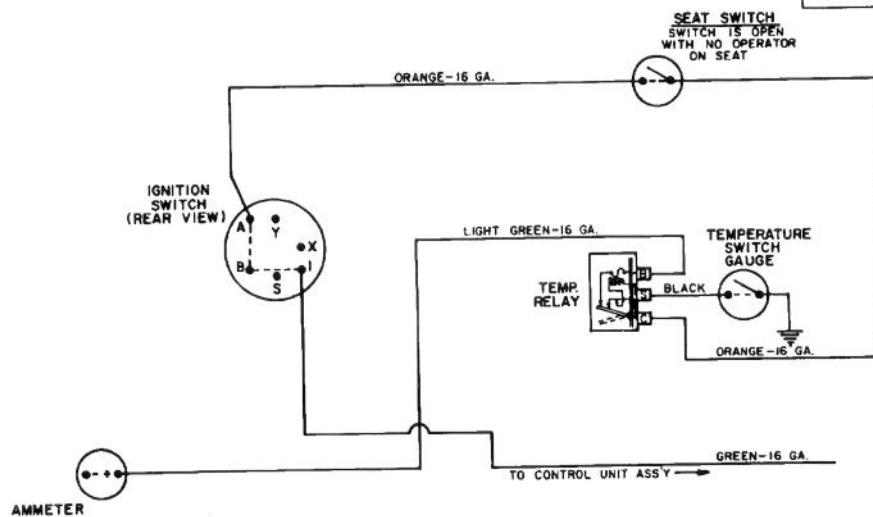 SEAT SWITCH
SWITCH IS OPEN
WITH NO OPERATOR
ON SEAT
ORANGE-16 GA.
IGNITION
SWITCH
(REAR VIEW)
A
Y
X
B
I
S
LIGHT GREEN-16 GA.
TEMPERATURE
SWITCH
GAUGE
TEMP.
RELAY
S
BLACK
C
ORANGE-16 GA.
GREEN-16 GA.
TO CONTROL UNIT ASS'Y
- +
AMMETER